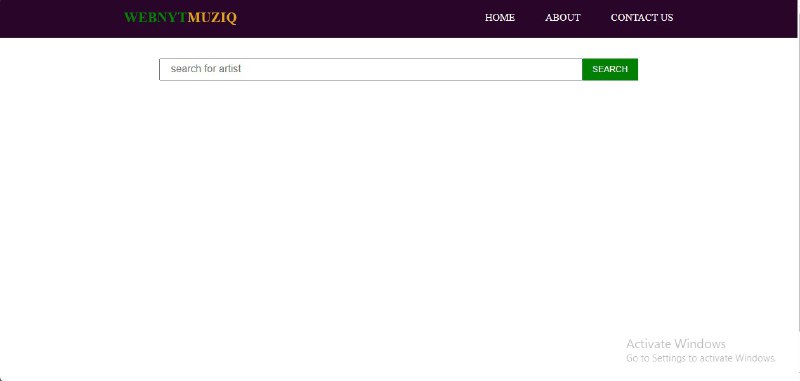 WEBNYTMUZIQ HOME ABOUT CONTACT US
search for artist SEARCH
Activate Windows
Go to Settings to activate Windows.